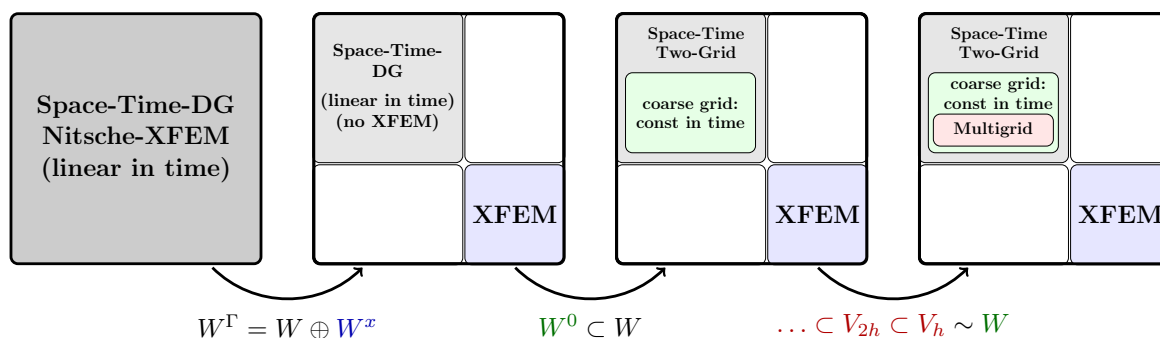 Space-Time-DG
Nitsche-XFEM
(linear in time)
Space-Time-
DG
(linear in time)
(no XFEM)
XFEM
Space-Time
Two-Grid
coarse grid:
const in time
XFEM
Space-Time
Two-Grid
coarse grid:
const in time
Multigrid
XFEM
W^Γ = W ⊕ W^x
W^0 ⊂ W
… ⊂ V_{2h} ⊂ V_h ∼ W